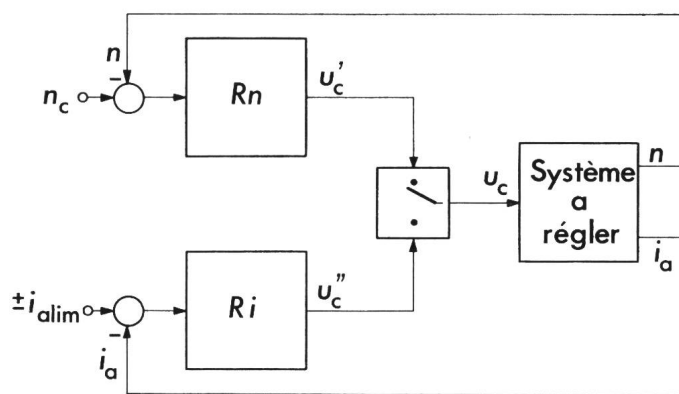 n
n_c
Rn
u_c'
u_c
Système
a
régler
n
i_a
±i_alim
Ri
u_c''
i_a